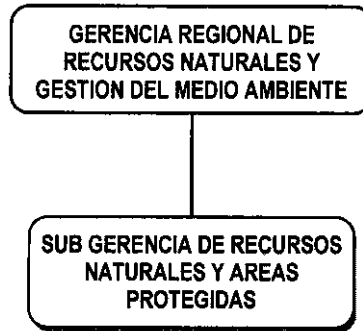 GERENCIA REGIONAL DE
RECURSOS NATURALES Y
GESTION DEL MEDIO AMBIENTE
SUB GERENCIA DE RECURSOS
NATURALES Y AREAS
PROTEGIDAS